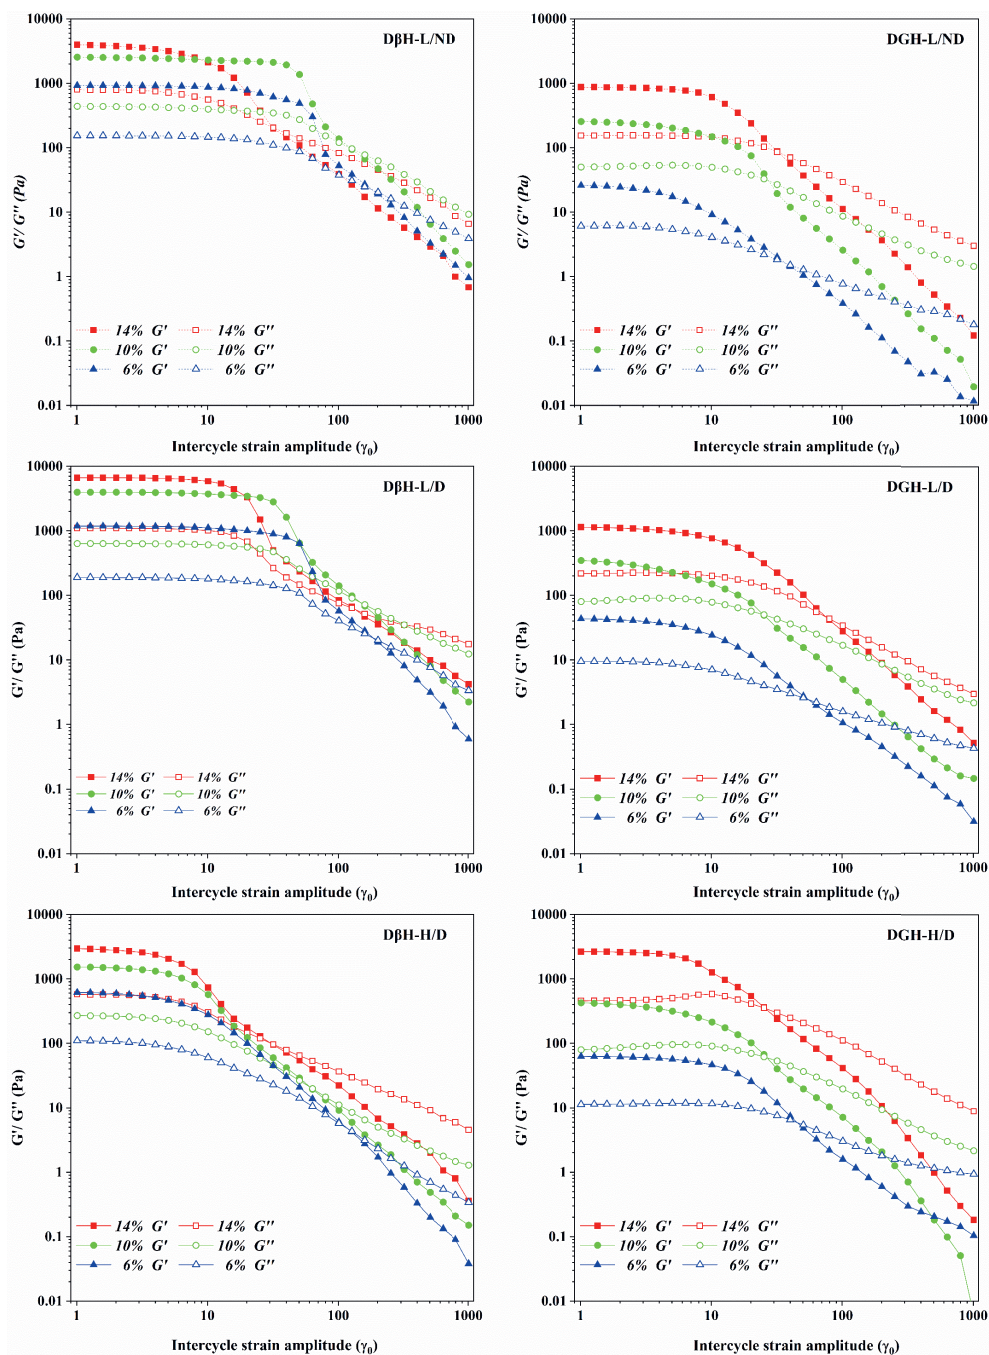 DβH-L/ND
10000
1000
100
10
1
0.1
0.01
G'/ G'' (Pa)
14% G' 14% G''
10% G' 10% G''
6% G' 6% G''
1 10 100 1000
Intercycle strain amplitude (γ0)
DGH-L/ND
10000
1000
100
10
1
0.1
0.01
G'/ G'' (Pa)
14% G' 14% G''
10% G' 10% G''
6% G' 6% G''
1 10 100 1000
Intercycle strain amplitude (γ0)
DβH-L/D
10000
1000
100
10
1
0.1
0.01
G'/ G'' (Pa)
14% G' 14% G''
10% G' 10% G''
6% G' 6% G''
1 10 100 1000
Intercycle strain amplitude (γ0)
DGH-L/D
10000
1000
100
10
1
0.1
0.01
G'/ G'' (Pa)
14% G' 14% G''
10% G' 10% G''
6% G' 6% G''
1 10 100 1000
Intercycle strain amplitude (γ0)
DβH-H/D
10000
1000
100
10
1
0.1
0.01
G'/ G'' (Pa)
14% G' 14% G''
10% G' 10% G''
6% G' 6% G''
1 10 100 1000
Intercycle strain amplitude (γ0)
DGH-H/D
10000
1000
100
10
1
0.1
0.01
G'/ G'' (Pa)
14% G' 14% G''
10% G' 10% G''
6% G' 6% G''
1 10 100 1000
Intercycle strain amplitude (γ0)